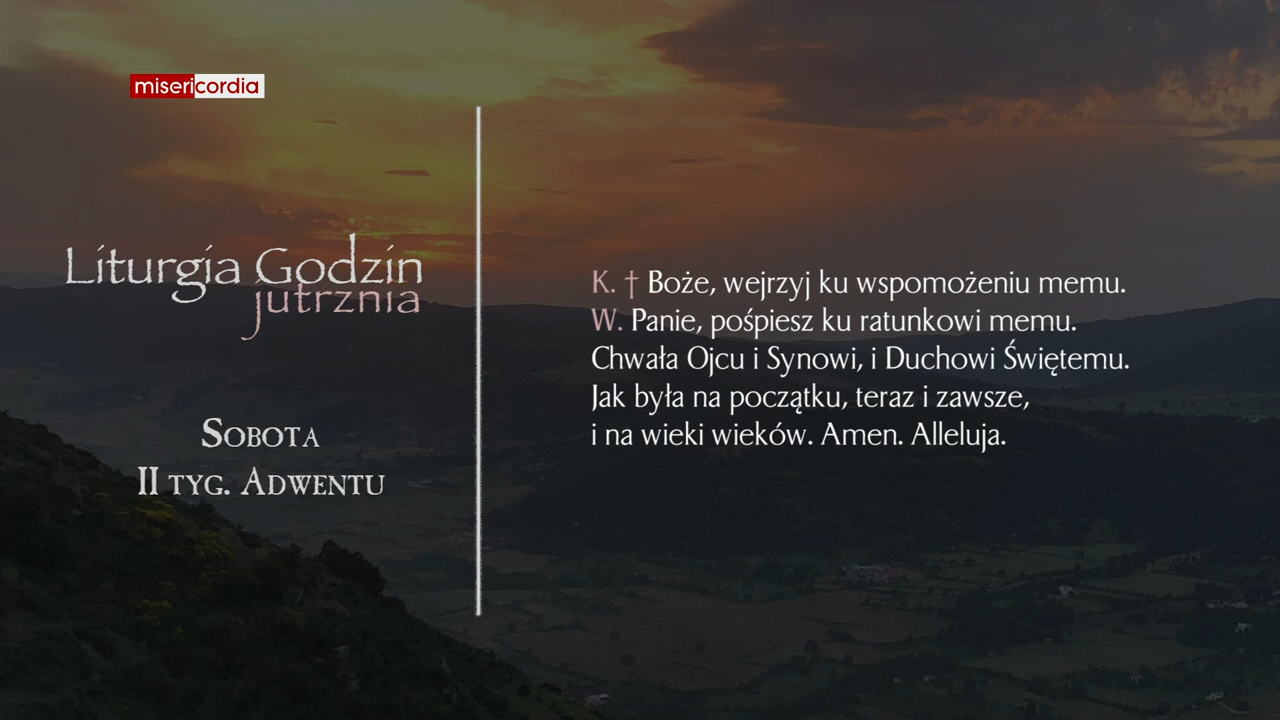 misericordia
Liturgia Godzin
jutrznia
Sobota
II tyg. Adwentu
K. † Boże, wejrzyj ku wspomożeniu memu.
W. Panie, pośpiesz ku ratunkowi memu.
Chwała Ojcu i Synowi, i Duchowi Świętemu.
Jak była na początku, teraz i zawsze,
i na wieki wieków. Amen. Alleluja.